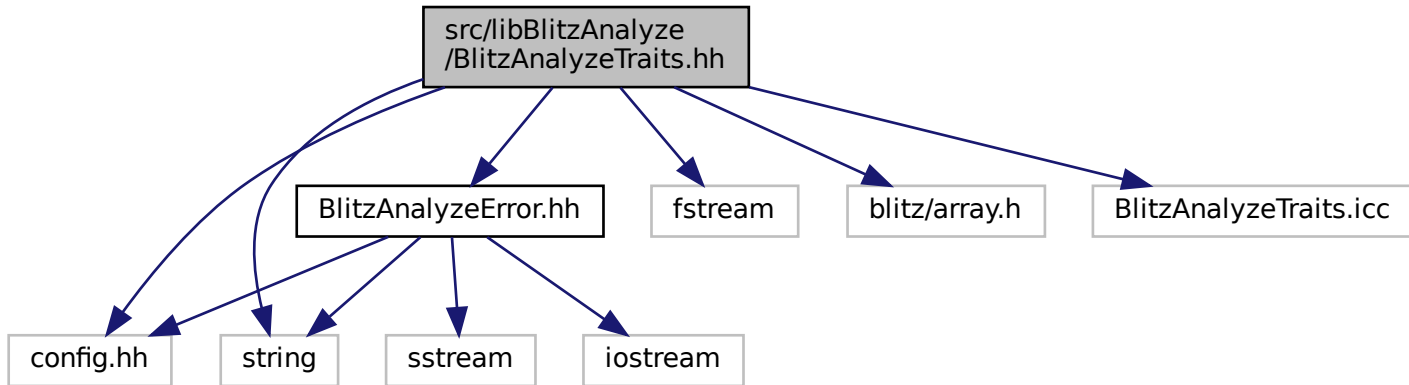 src/libBlitzAnalyze
/BlitzAnalyzeTraits.hh
BlitzAnalyzeError.hh
fstream
blitz/array.h
BlitzAnalyzeTraits.icc
config.hh
string
sstream
iostream